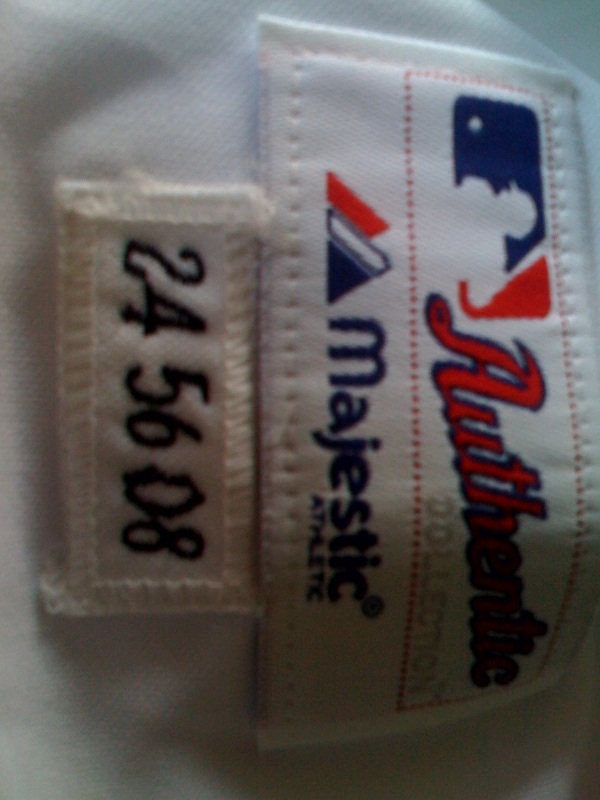 Authentic
COLLECTION
majestic®
ATHLETIC
24 56 08